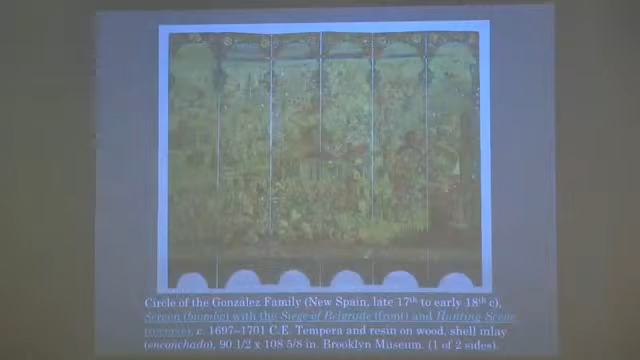 Circle of the González Family (New Spain, late 17th to early 18th c),
Screen (biombo) with the Siege of Belgrade (front) and Hunting Scene
(reverse), c. 1697–1701 C.E. Tempera and resin on wood, shell inlay
(enconchado), 90 1/2 x 108 5/8 in. Brooklyn Museum. (1 of 2 sides).